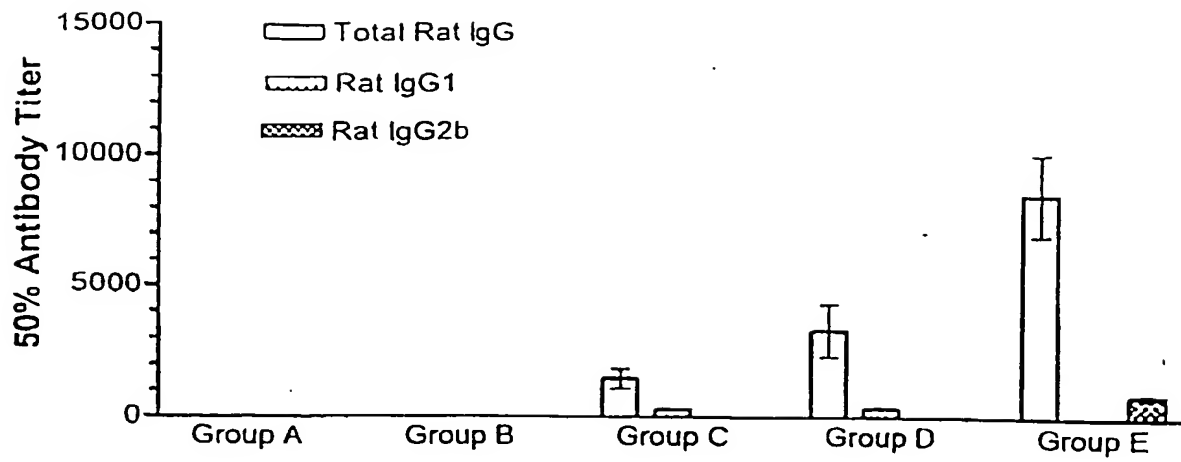 15000
10000
5000
0
50% Antibody Titer
Total Rat IgG
Rat IgG1
Rat IgG2b
Group A
Group B
Group C
Group D
Group E